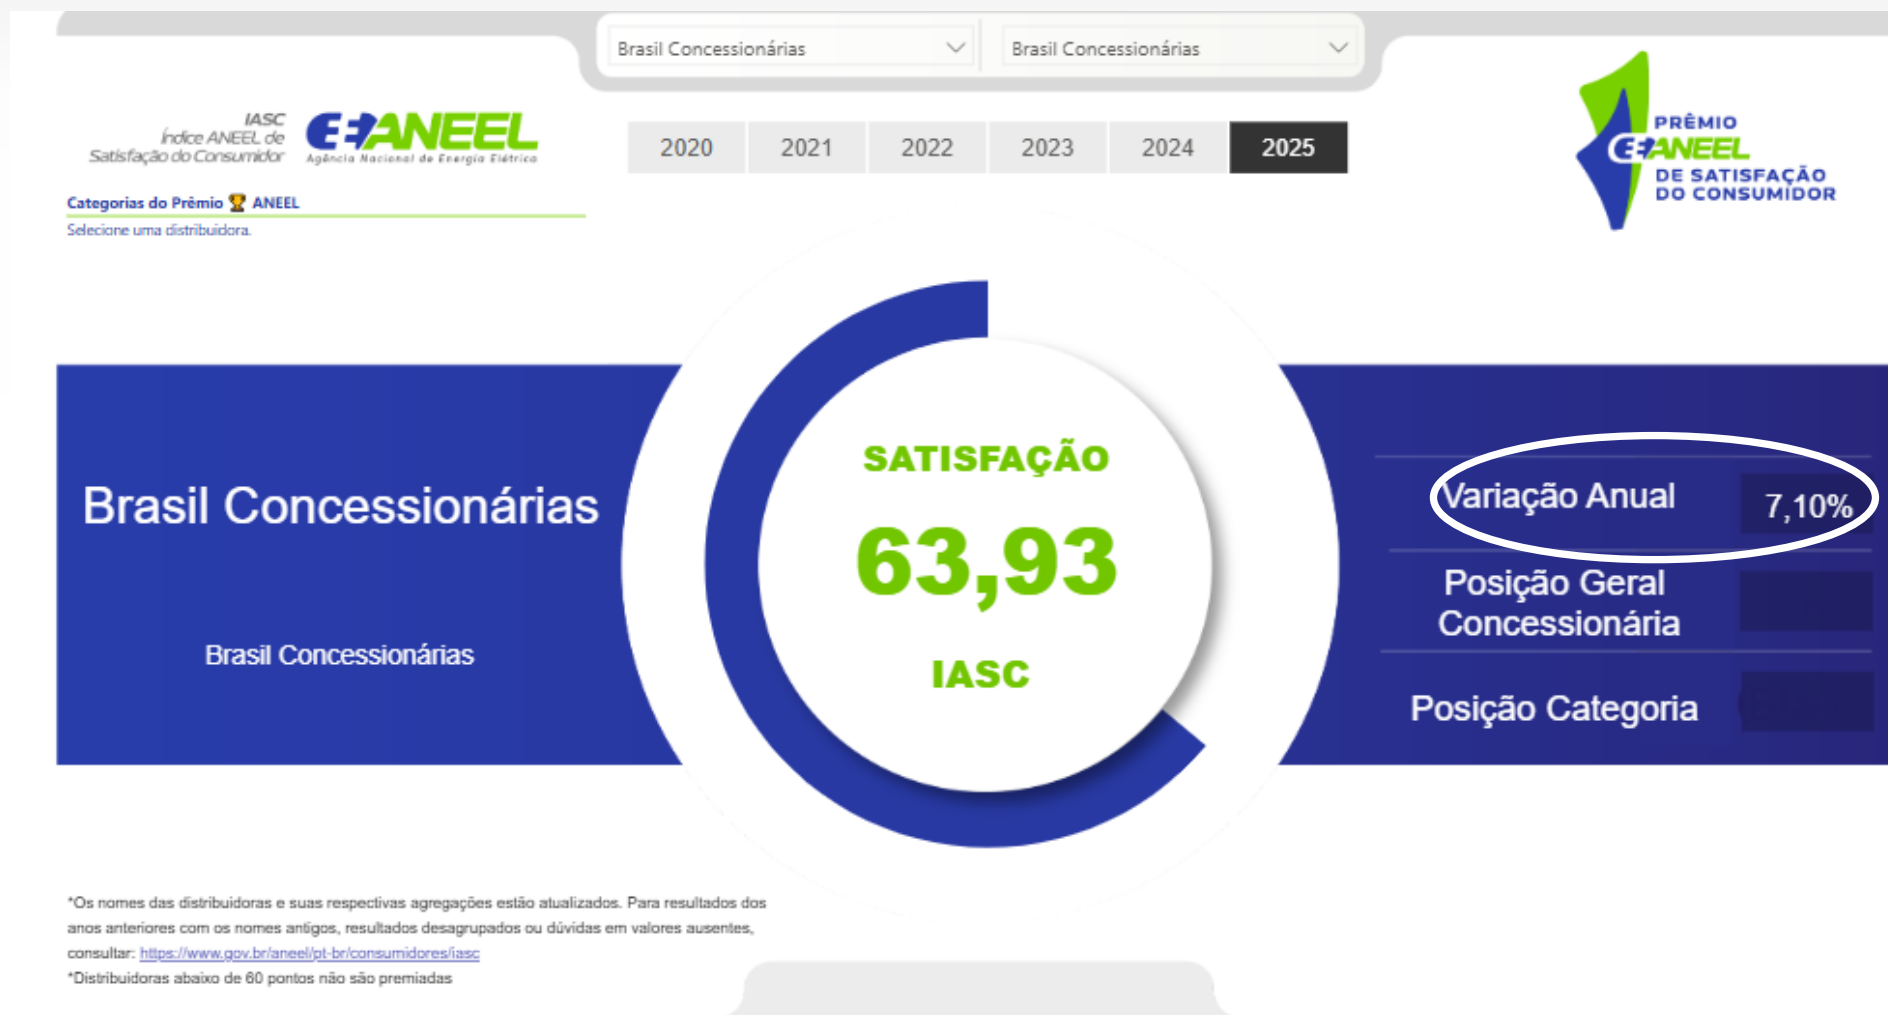 Brasil Concessionárias
Brasil Concessionárias
IASC
Índice ANEEL de
Satisfação do Consumidor
ANEEL
Agência Nacional de Energia Elétrica
2020
2021
2022
2023
2024
2025
PRÊMIO
ANEEL
DE SATISFAÇÃO
DO CONSUMIDOR
Categorias do Prêmio 🏆 ANEEL
Selecione uma distribuidora.
Brasil Concessionárias
Brasil Concessionárias
SATISFAÇÃO
63,93
IASC
Variação Anual
7,10%
Posição Geral
Concessionária
Posição Categoria
*Os nomes das distribuidoras e suas respectivas agregações estão atualizados. Para resultados dos
anos anteriores com os nomes antigos, resultados desagrupados ou dúvidas em valores ausentes,
consultar: https://www.gov.br/aneel/pt-br/consumidores/iasc
*Distribuidoras abaixo de 60 pontos não são premiadas